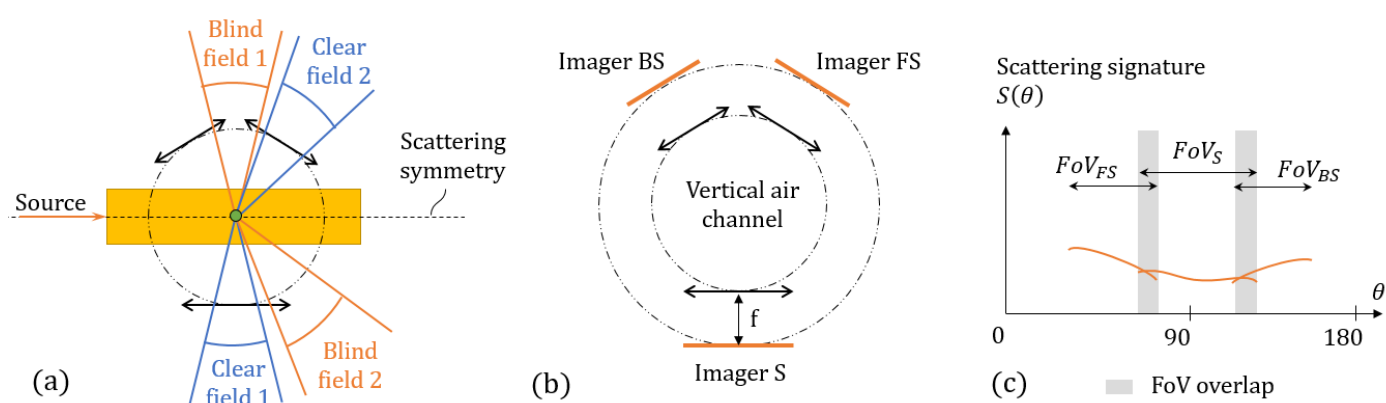 Blind
field 1
Clear
field 2
Source
Scattering
symmetry
Clear
field 1
Blind
field 2
(a)
Imager BS
Imager FS
Vertical air
channel
f
Imager S
(b)
Scattering signature
S(θ)
FoV_FS
FoV_S
FoV_BS
θ
0
90
180
(c)
FoV overlap